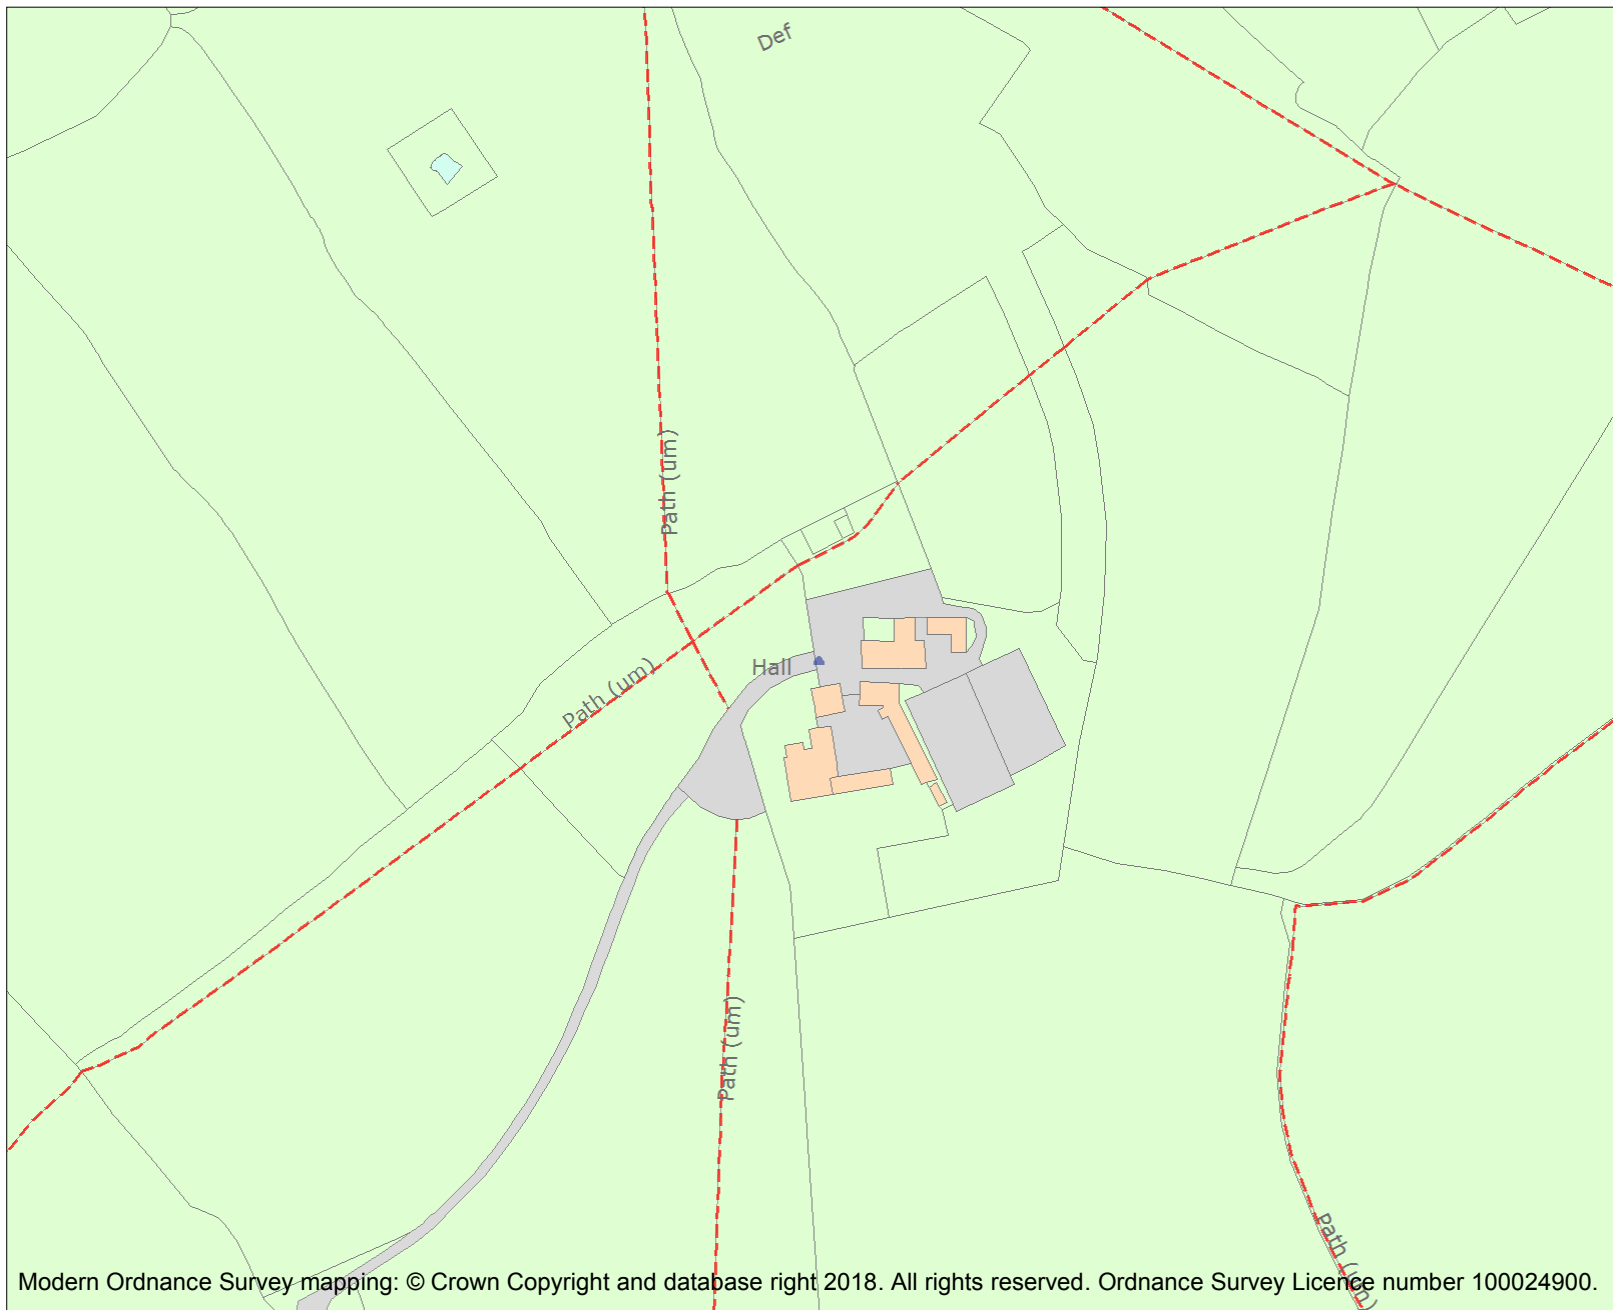 Def
Path (um)
Hall
Path (um)
Path (um)
Path (um)
Modern Ordnance Survey mapping: © Crown Copyright and database right 2018. All rights reserved. Ordnance Survey Licence number 100024900.